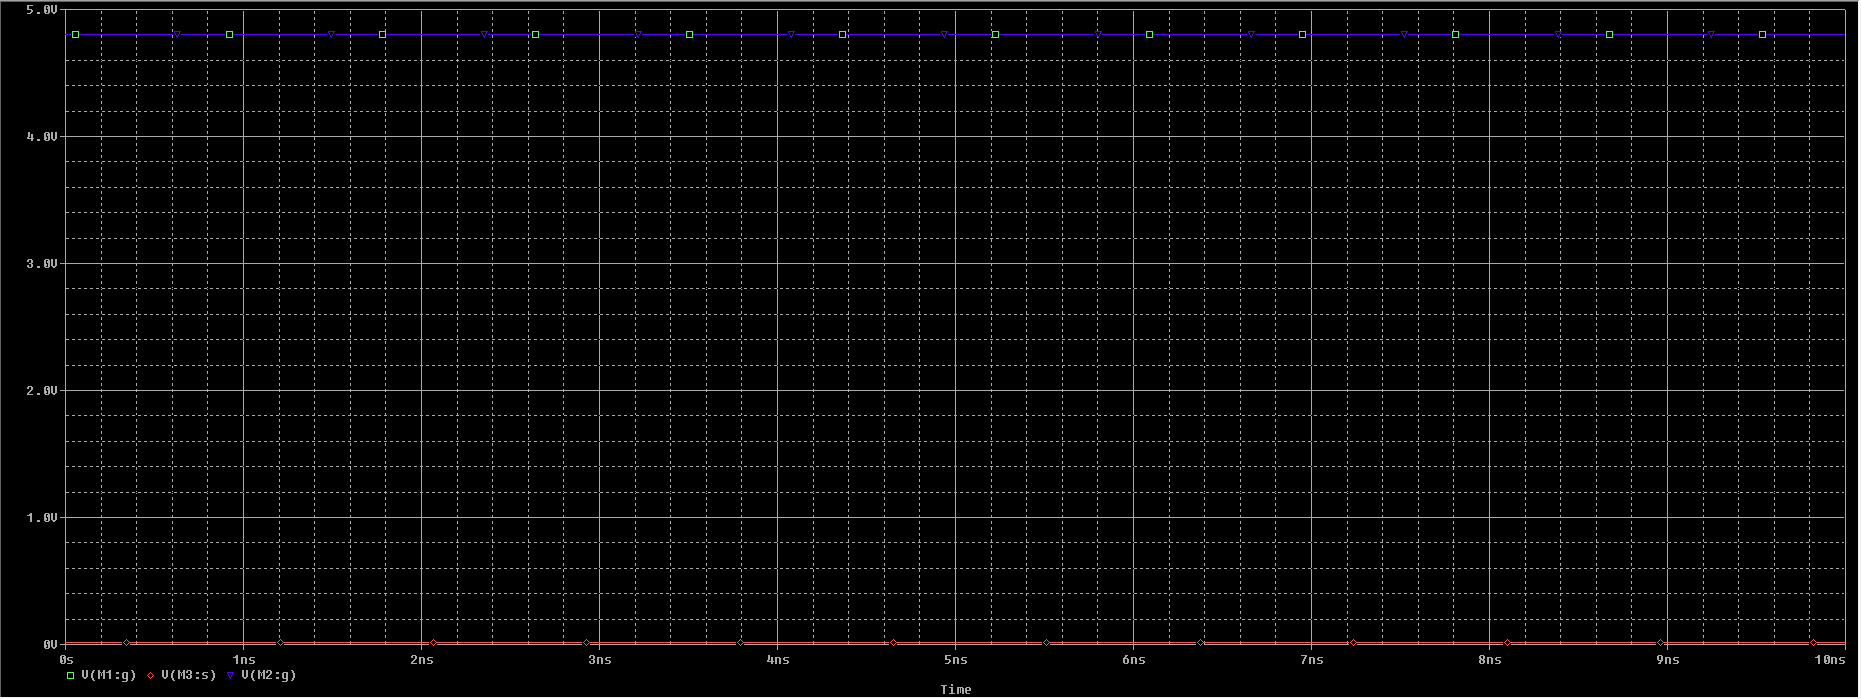 5.0V
4.0V
3.0V
2.0V
1.0V
0V
0s 1ns 2ns 3ns 4ns 5ns 6ns 7ns 8ns 9ns 10ns
V(M1:g) V(M3:s) V(M2:g)
Time